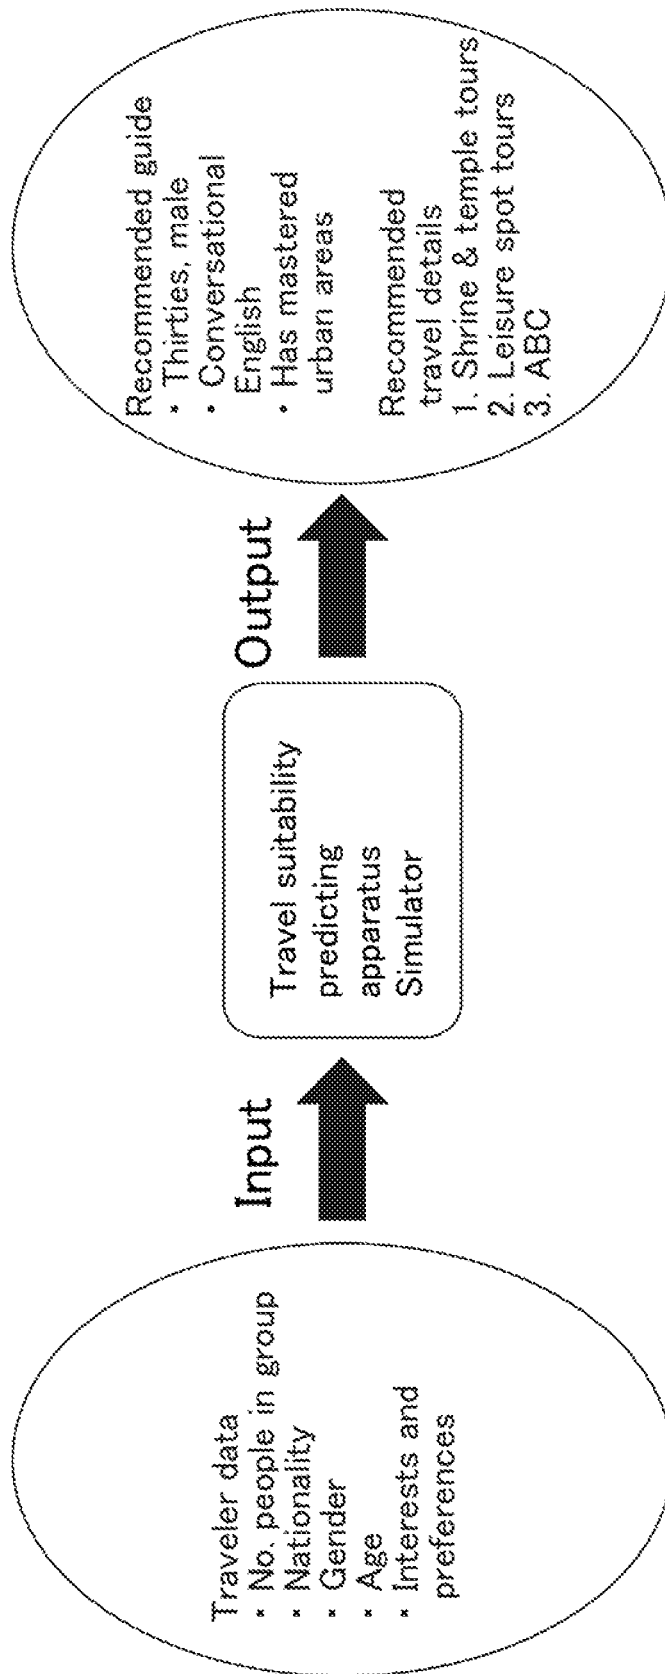 Traveler data
・No. people in group
・Nationality
・Gender
・Age
・Interests and
preferences
Input
Travel suitability
predicting
apparatus
Simulator
Output
Recommended guide
・Thirties, male
・Conversational
English
・Has mastered
urban areas
Recommended
travel details
1. Shrine & temple tours
2. Leisure spot tours
3. ABC